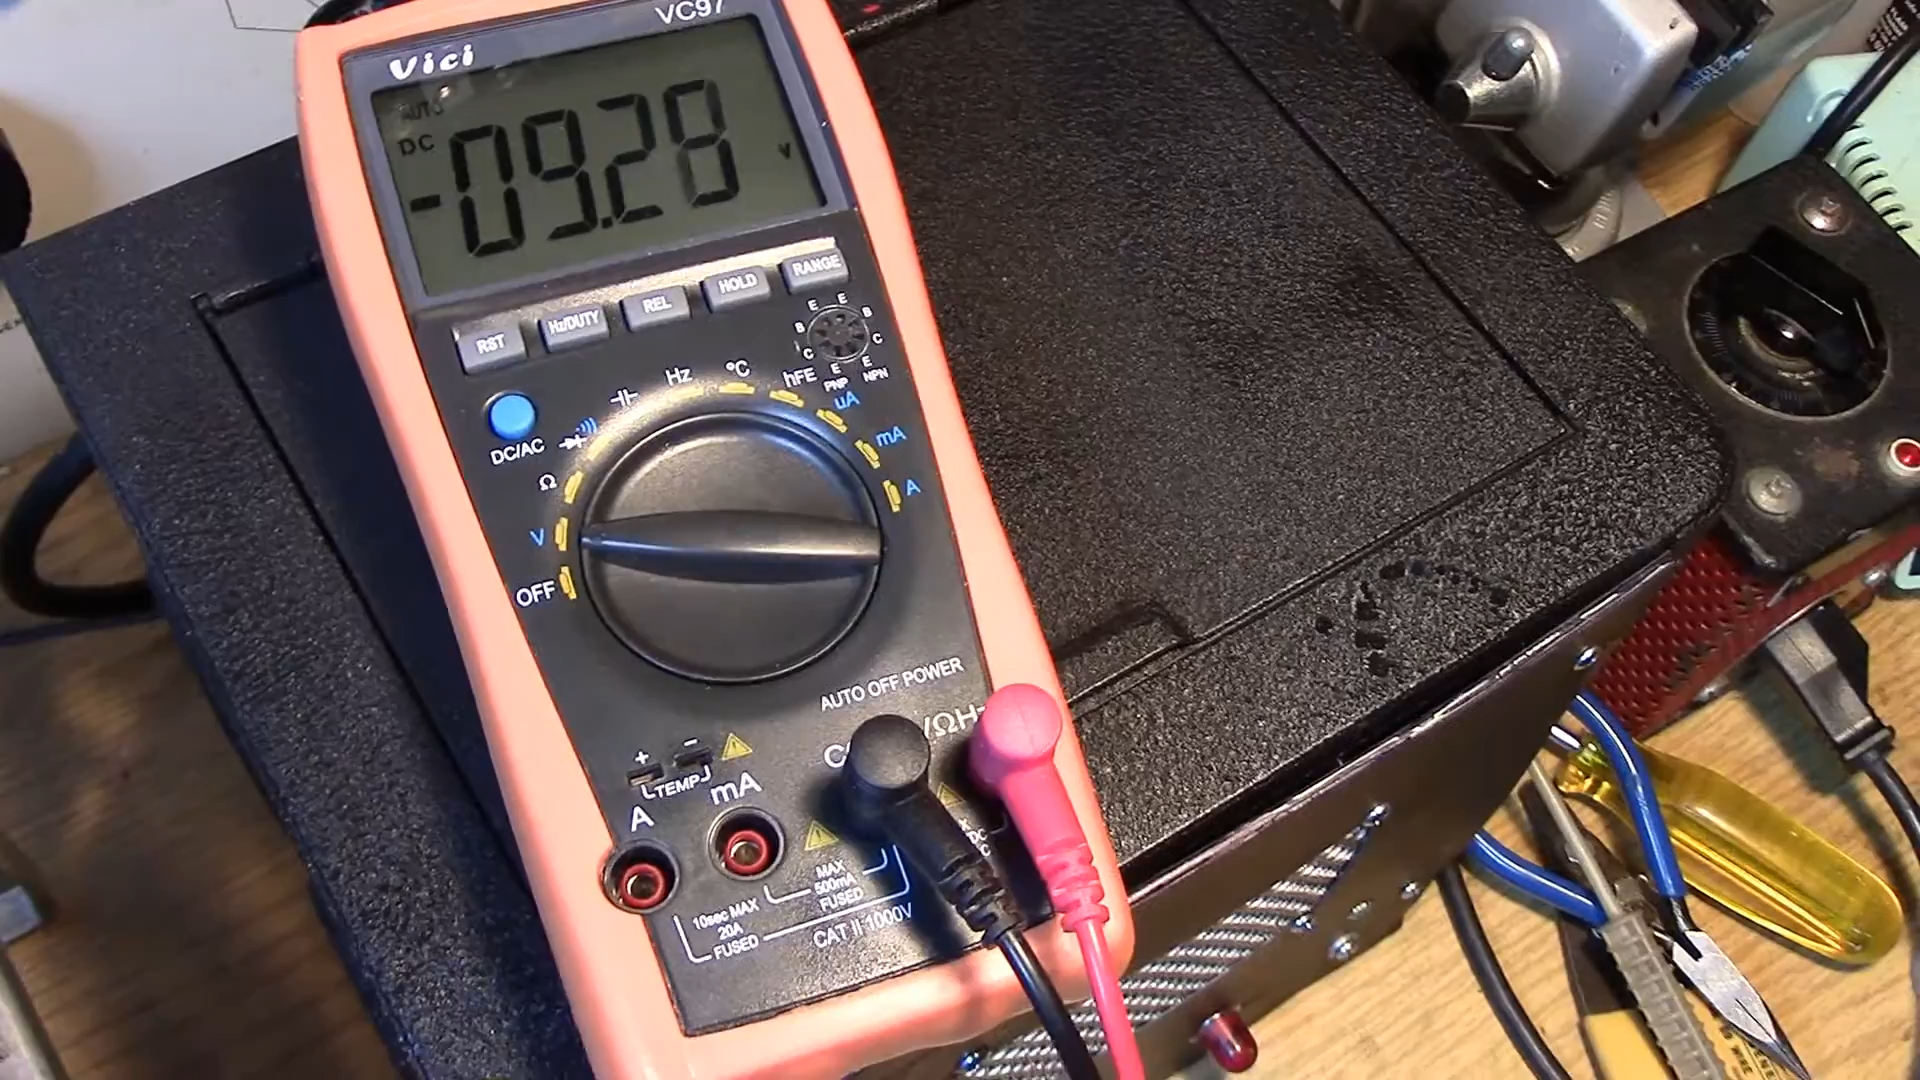 VC97
Vici
AUTO
DC
-09.28
V
RST
Hz/DUTY
REL
HOLD
RANGE
E
E
B
B
C
C
E
E
PNP
NPN
DC/AC
Hz
°C
hFE
uA
mA
A
Ω
V
OFF
AUTO OFF POWER
/ΩHz
+
-
TEMP
A
mA
MAX
500mA
FUSED
10sec MAX
20A
FUSED
CAT II 1000V